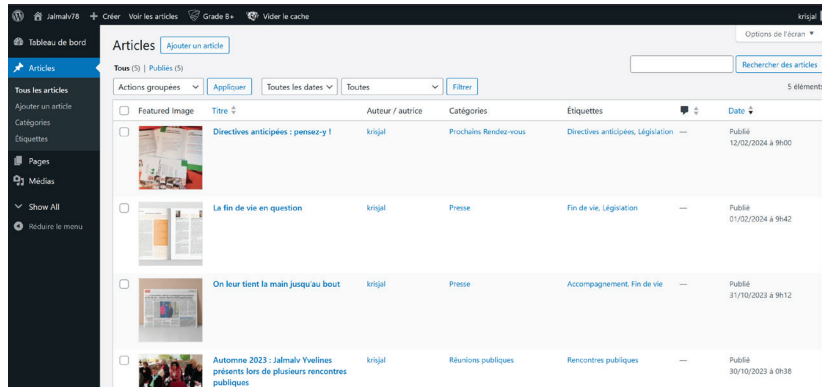 Jalmalv78 + Créer Voir les articles Grade B+ Vider le cache krisjal
Tableau de bord
Articles
Tous les articles
Ajouter un article
Catégories
Étiquettes
Pages
Médias
Show All
Réduire le menu
Options de l'écran ▼
Articles Ajouter un article
Tous (5) | Publiés (5)
Rechercher des articles
Actions groupées Appliquer Toutes les dates Toutes Filtrer 5 éléments
Featured Image Titre Auteur / autrice Catégories Étiquettes Date
Directives anticipées : pensez-y ! krisjal Prochains Rendez-vous Directives anticipées, Législation — Publié
12/02/2024 à 9h00
La fin de vie en question krisjal Presse Fin de vie, Législation — Publié
01/02/2024 à 9h42
On leur tient la main jusqu'au bout krisjal Presse Accompagnement, Fin de vie — Publié
31/10/2023 à 9h12
Automne 2023 : Jalmalv Yvelines krisjal Réunions publiques Rencontres publiques — Publié
présents lors de plusieurs rencontres 30/10/2023 à 0h38
publiques